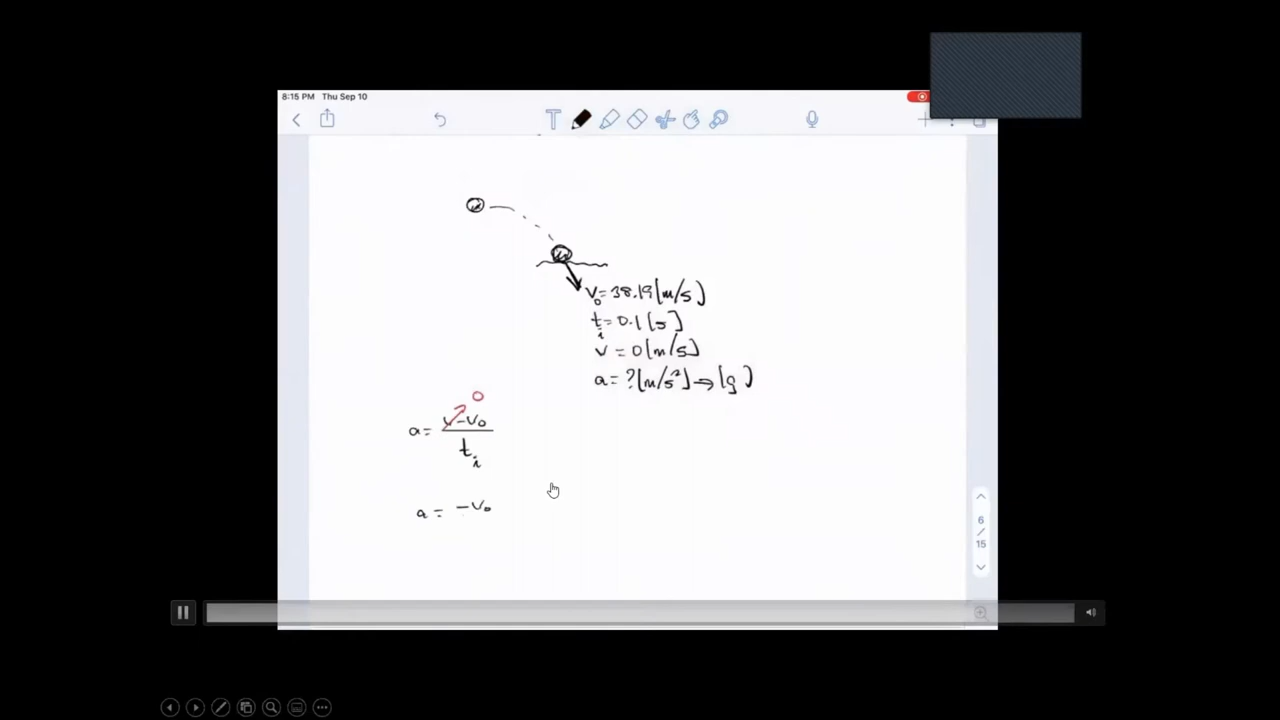 8:15 PM Thu Sep 10
T
v₀ = 38.19 [m/s]
tᵢ = 0.1 [s]
v = 0 [m/s]
a = ? [m/s²] → [g]
0
a = v - v₀
tᵢ
a = -v₀
6
/
15